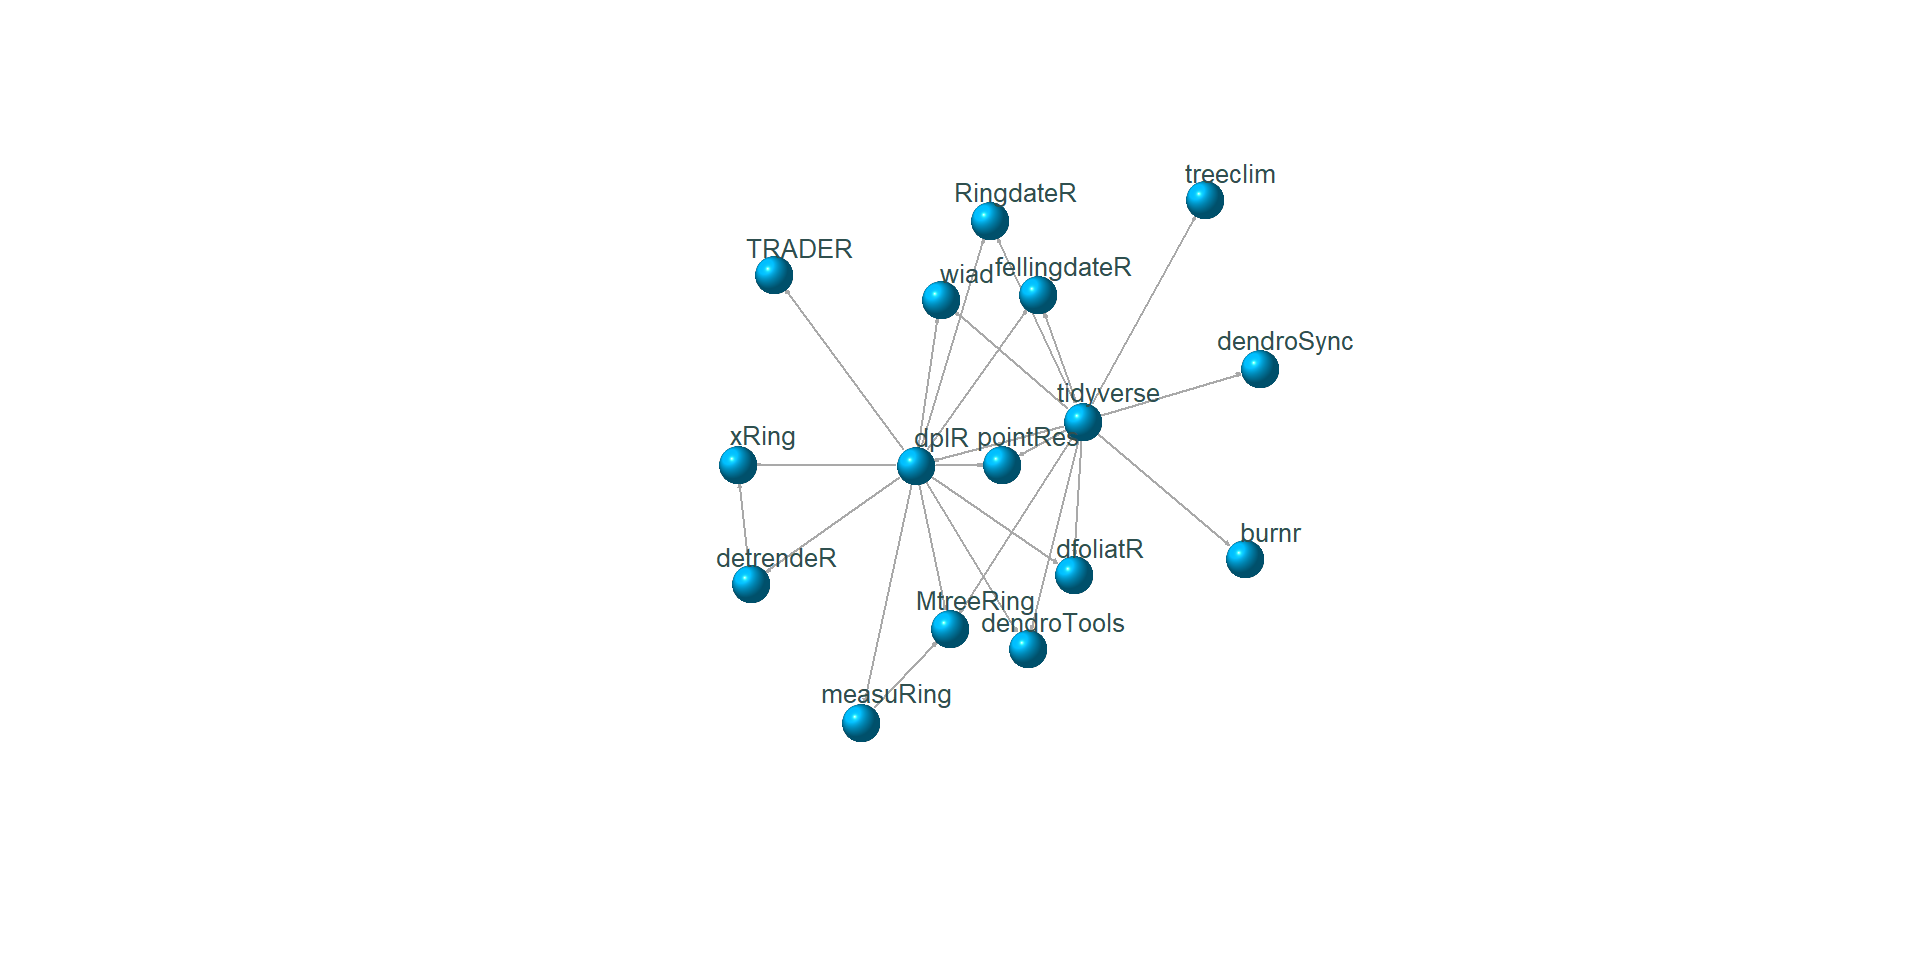 treeclim
RingdateR
TRADER
wiad
fellingdateR
dendroSync
tidyverse
xRing
dplR
pointRes
burnr
dfoliatR
detrendeR
MtreeRing
dendroTools
measuRing